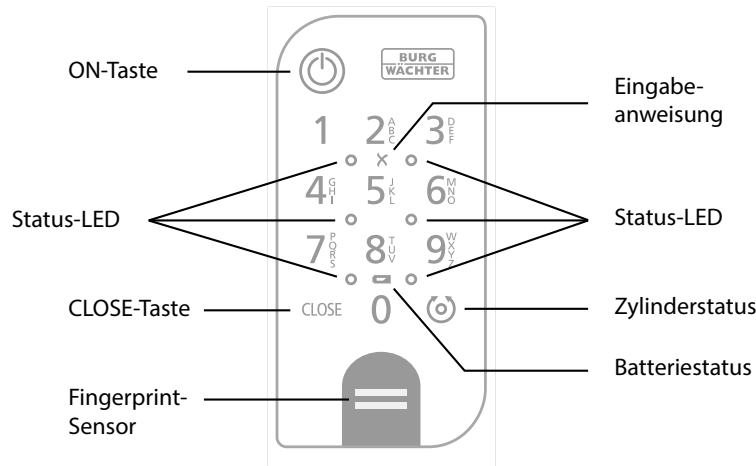 ON-Taste
BURG
WÄCHTER
Eingabe-
anweisung
1 2 ABC 3 DEF
4 GHI 5 JKL 6 MNO
Status-LED
Status-LED
7 PQRS 8 TUV 9 WXYZ
CLOSE-Taste
CLOSE 0
Zylinderstatus
Batteriestatus
Fingerprint-
Sensor